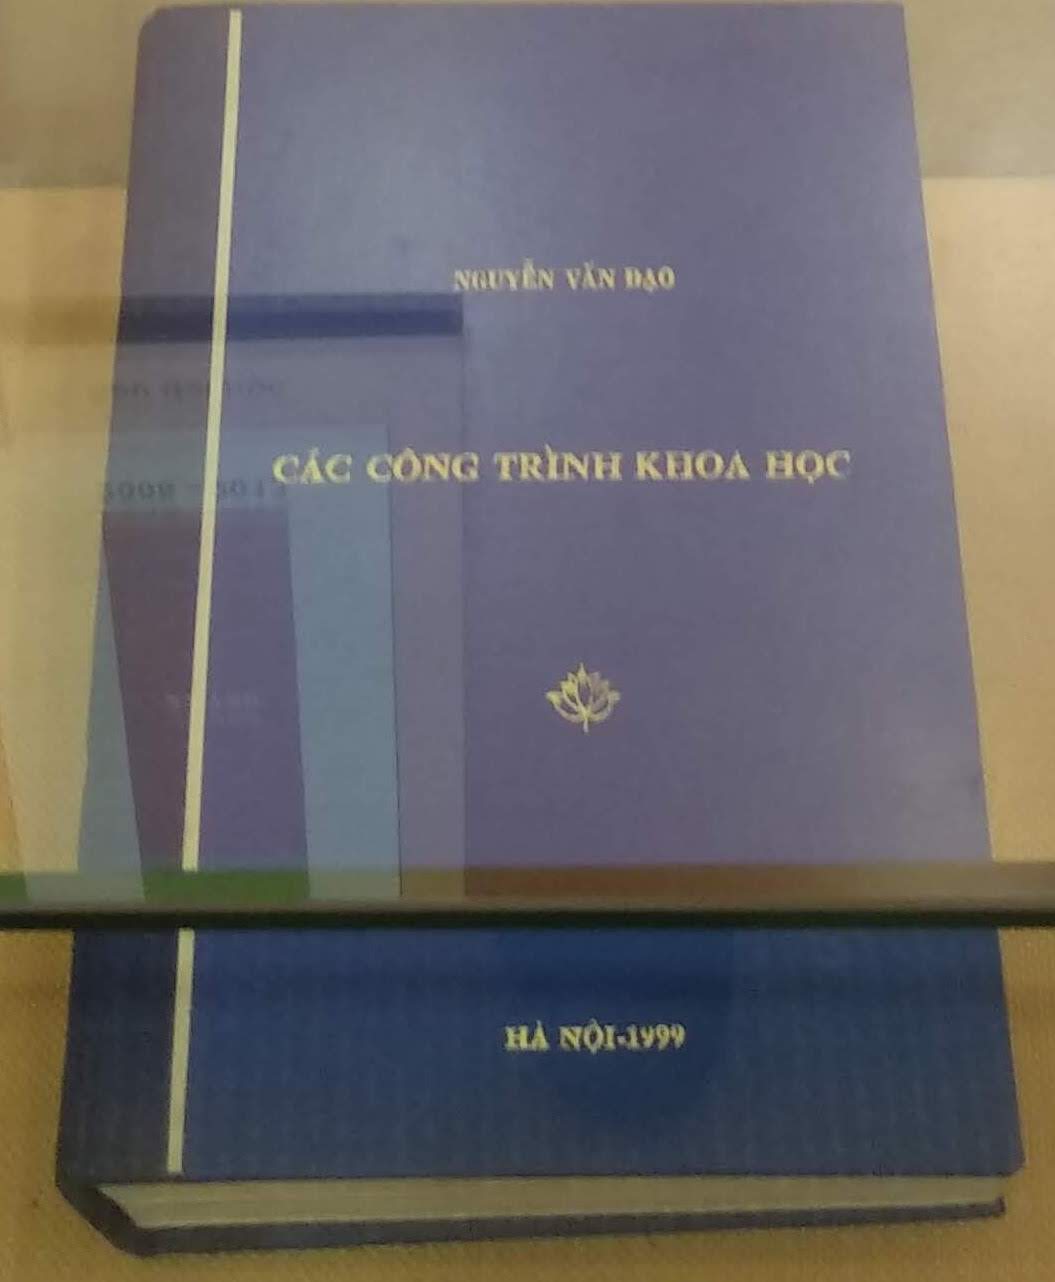 NGUYỄN VĂN ĐẠO
CÁC CÔNG TRÌNH KHOA HỌC
HÀ NỘI-1999